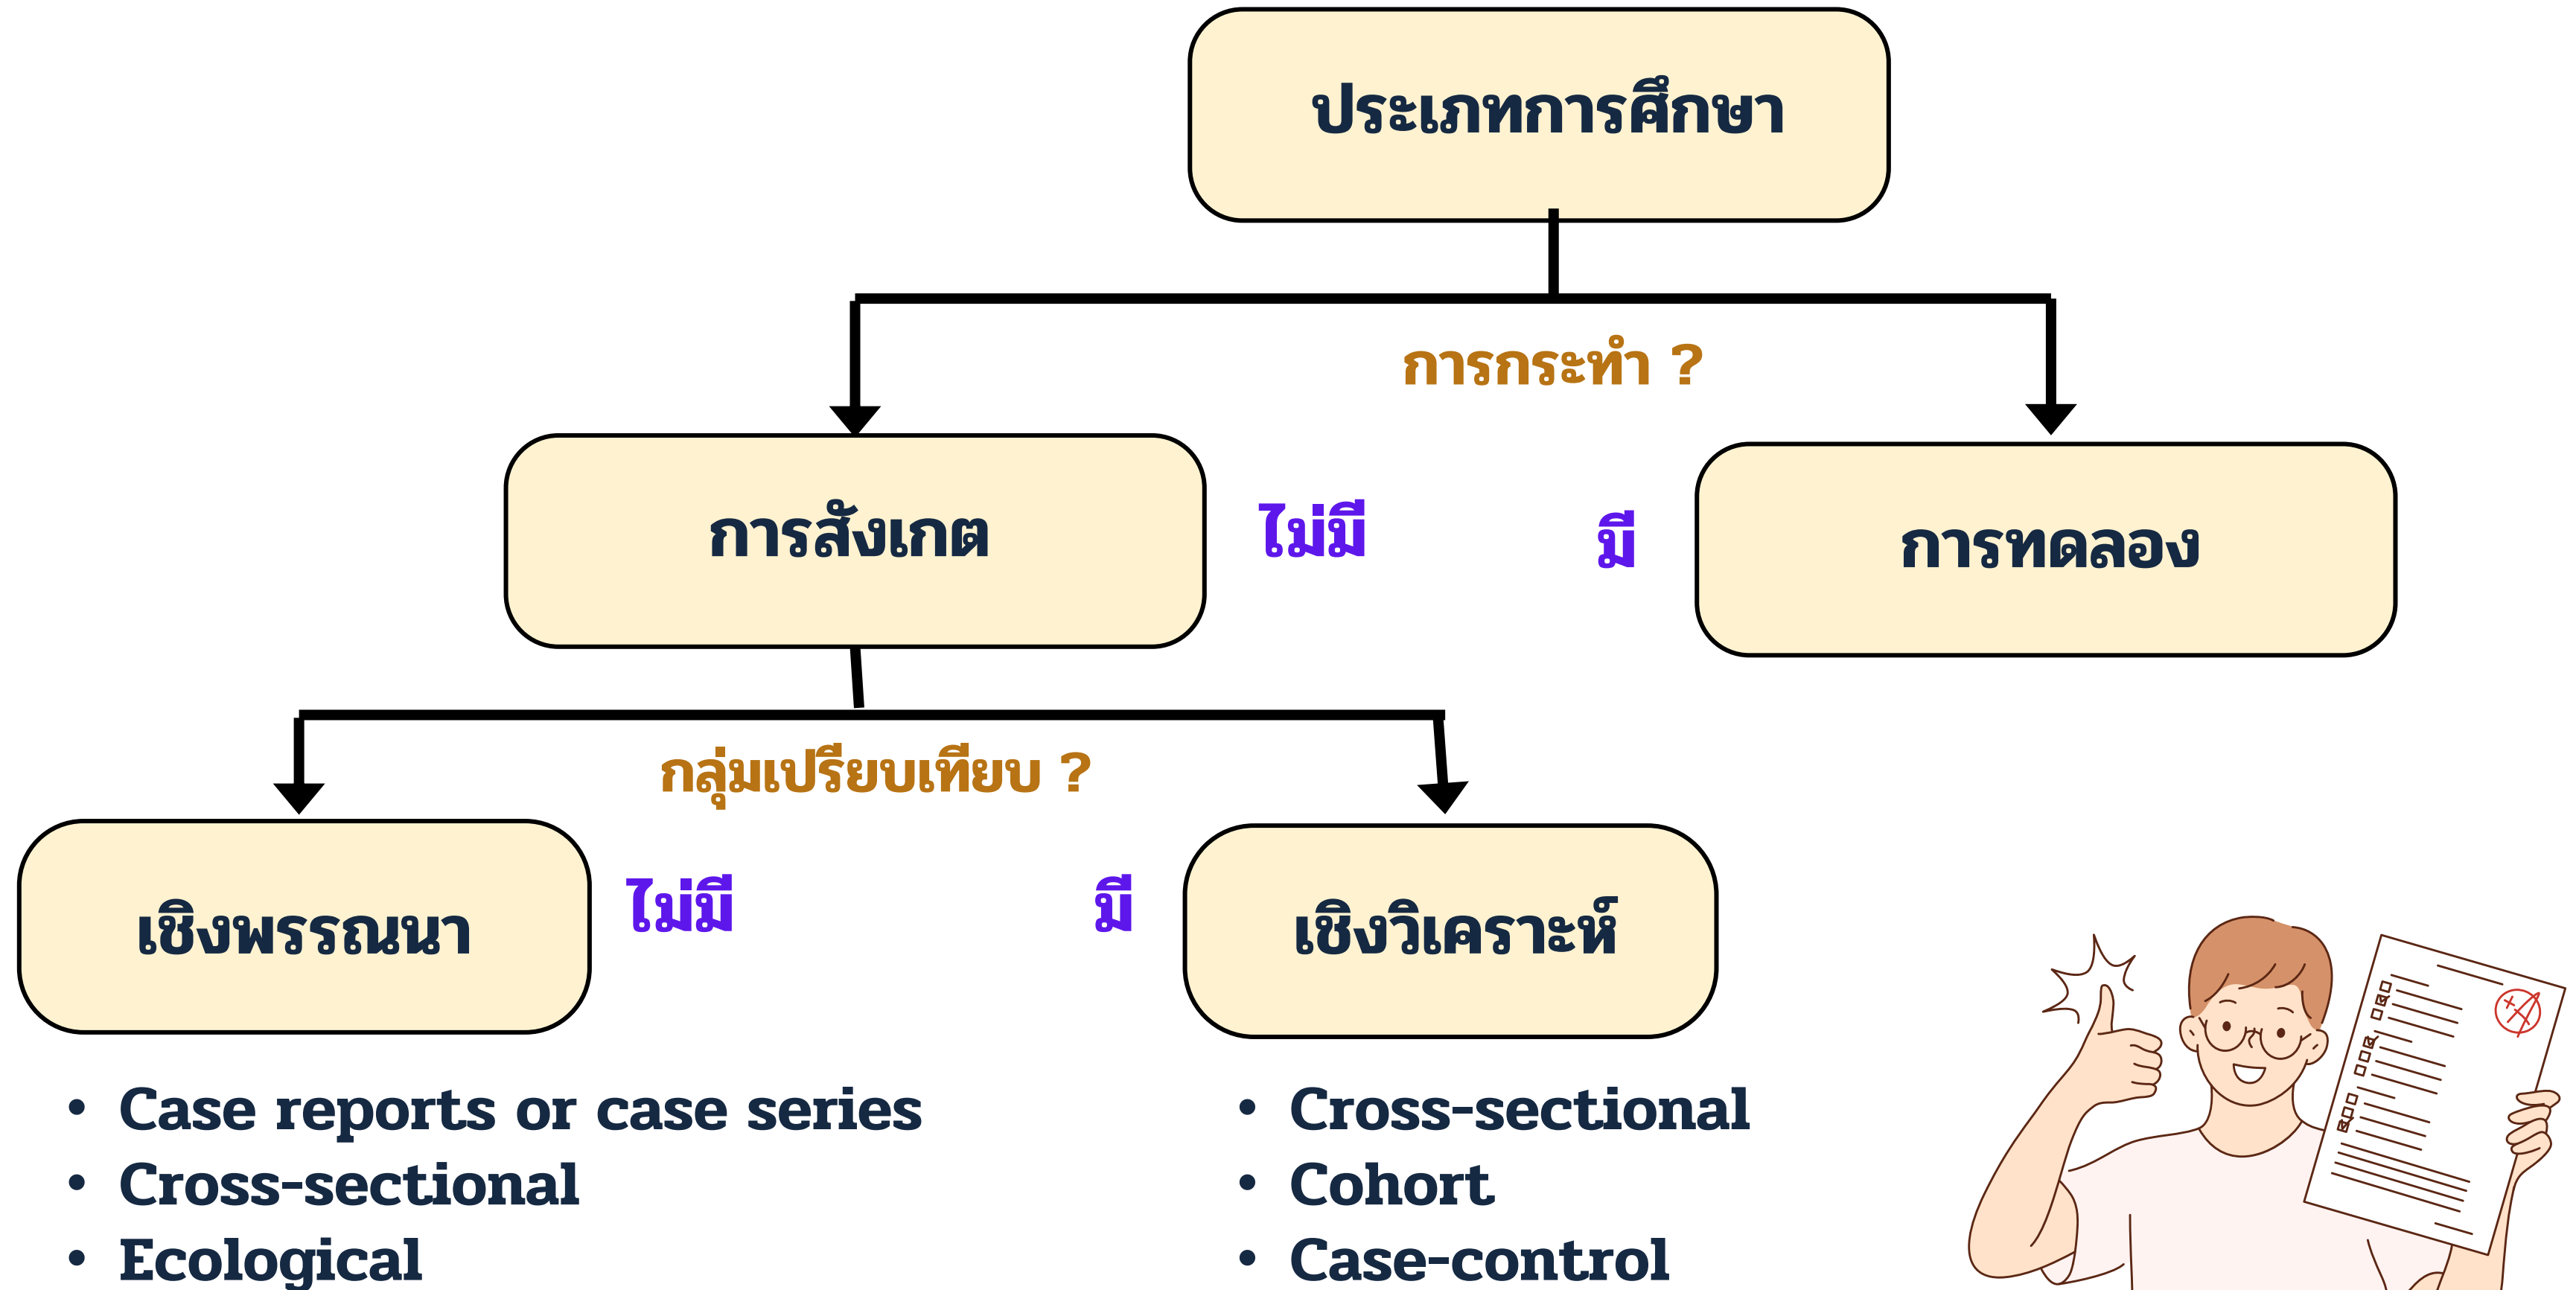 ประเภทการศึกษา
การกระทำ ?
การสังเกต
ไม่มี
มี
การทดลอง
กลุ่มเปรียบเทียบ ?
เชิงพรรณนา
ไม่มี
มี
เชิงวิเคราะห์
• Case reports or case series
• Cross-sectional
• Ecological
• Cross-sectional
• Cohort
• Case-control
A+